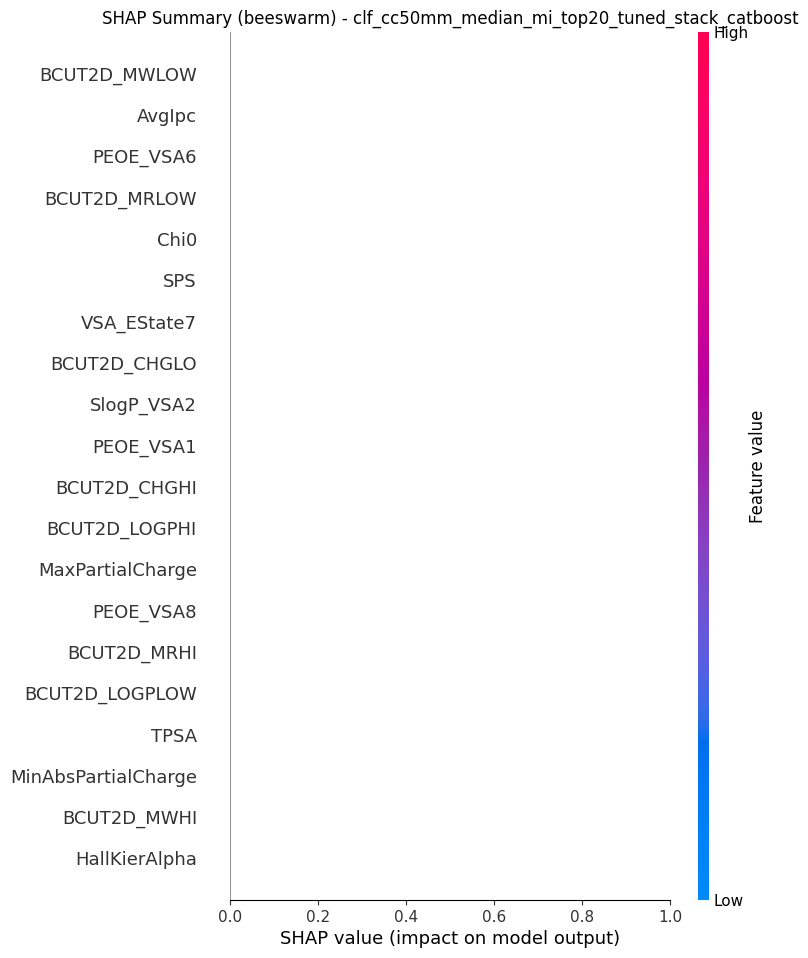 SHAP Summary (beeswarm) - clf_cc50mm_median_mi_top20_tuned_stack_catboost
High
BCUT2D_MWLOW
AvgIpc
PEOE_VSA6
BCUT2D_MRLOW
Chi0
SPS
VSA_EState7
BCUT2D_CHGLO
SlogP_VSA2
PEOE_VSA1
BCUT2D_CHGHI
BCUT2D_LOGPHI
MaxPartialCharge
PEOE_VSA8
BCUT2D_MRHI
BCUT2D_LOGPLOW
TPSA
MinAbsPartialCharge
BCUT2D_MWHI
HallKierAlpha
Feature value
Low
0.0 0.2 0.4 0.6 0.8 1.0
SHAP value (impact on model output)